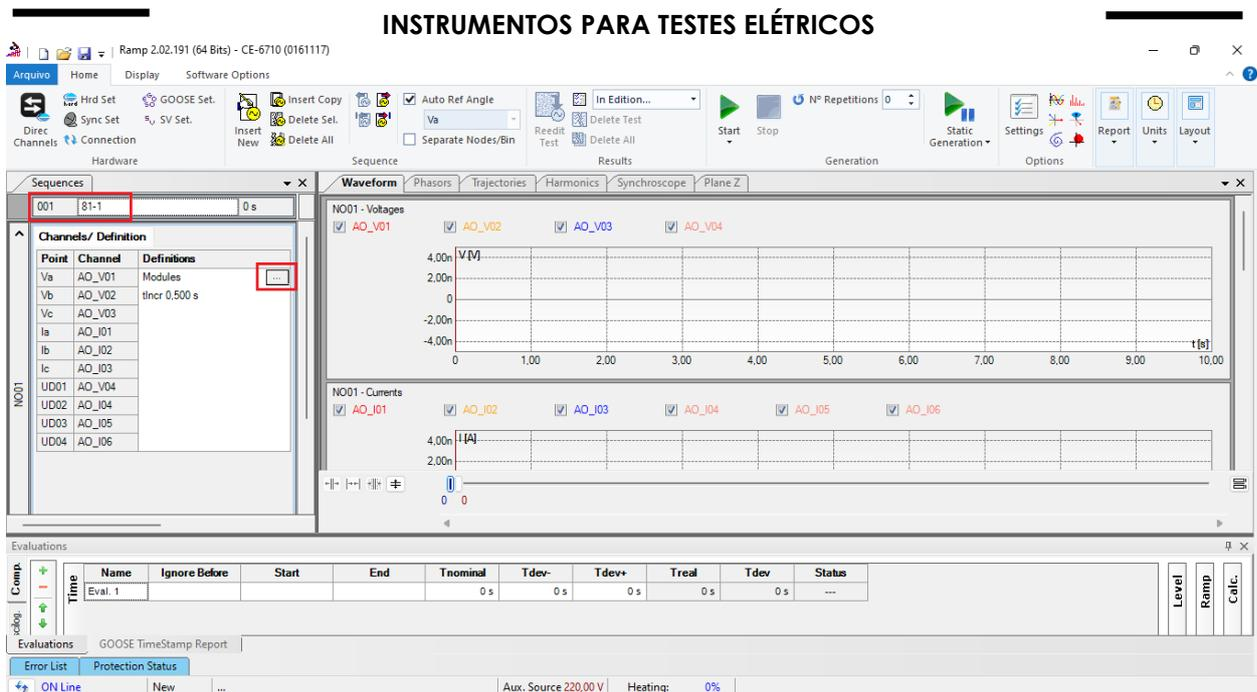 INSTRUMENTOS PARA TESTES ELÉTRICOS
Ramp 2.02.191 (64 Bits) - CE-6710 (0161117)
Arquivo Home Display Software Options
Direc Channels
Hrd Set
Sync Set
Connection
GOOSE Set.
SV Set.
Hardware
Insert New
Insert Copy
Delete Sel.
Delete All
Auto Ref Angle
Va
Separate Nodes/Bin
Sequence
Reedit Test
In Edition...
Delete Test
Delete All
Results
Start
Stop
Nº Repetitions 0
Static Generation
Generation
Settings
Options
Report
Units
Layout
Sequences
001 81-1 0 s
Channels/ Definition
Point Channel Definitions
Va AO_V01 Modules ...
Vb AO_V02 tIncr 0,500 s
Vc AO_V03
Ia AO_I01
Ib AO_I02
Ic AO_I03
UD01 AO_V04
UD02 AO_I04
UD03 AO_I05
UD04 AO_I06
NO01
Waveform Phasors Trajectories Harmonics Synchroscope Plane Z
NO01 - Voltages
AO_V01 AO_V02 AO_V03 AO_V04
V [V]
4,00n
2,00n
0
-2,00n
-4,00n
t [s]
0 1,00 2,00 3,00 4,00 5,00 6,00 7,00 8,00 9,00 10,00
NO01 - Currents
AO_I01 AO_I02 AO_I03 AO_I04 AO_I05 AO_I06
I [A]
4,00n
2,00n
0 0
Evaluations
Comp.
Time
Name Ignore Before Start End Tnominal Tdev- Tdev+ Treal Tdev Status
Eval. 1 0 s 0 s 0 s 0 s 0 s ---
Level
Ramp
Calc.
Evaluations GOOSE TimeStamp Report
Error List Protection Status
ON Line New ... Aux. Source 220,00 V Heating: 0%